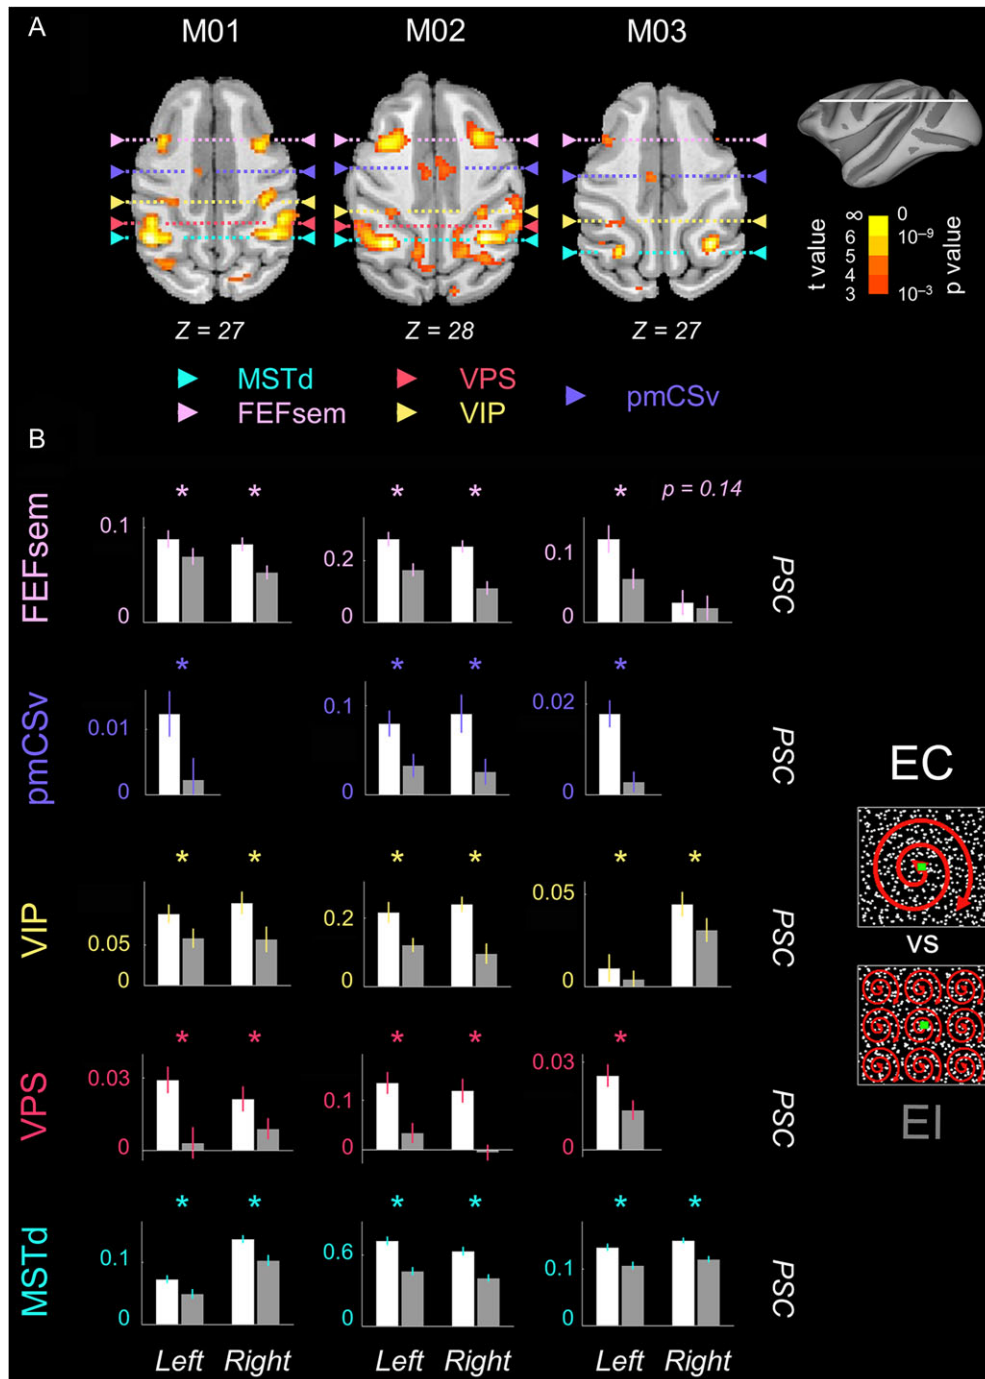 A
M01 M02 M03
t value ∞ 6 5 4 3 0 10⁻⁹ 10⁻³ p value
Z = 27 Z = 28 Z = 27
MSTd VPS pmCSv
FEFsem VIP
B
FEFsem 0.1 0 * * 0.2 0 * * 0.1 0 * p = 0.14 PSC
pmCSv 0.01 0 * 0.1 0 * * 0.02 0 * PSC
EC
VIP 0.05 0 * * 0.2 0 * * 0.05 0 * * PSC
vs
VPS 0.03 0 * * 0.1 0 * * 0.03 0 * PSC
EI
MSTd 0.1 0 * * 0.6 0 * * 0.1 0 * * PSC
Left Right Left Right Left Right